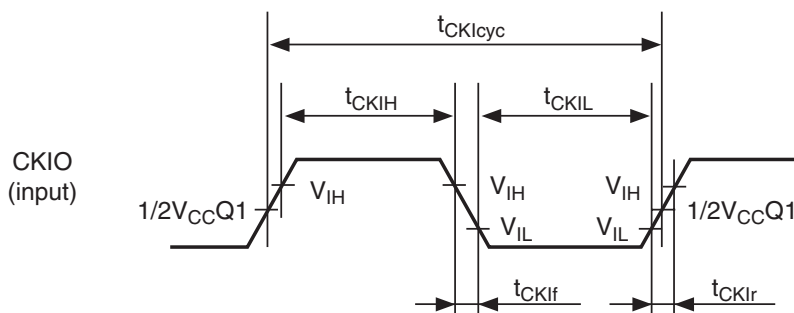 tCKIcyc
tCKIH tCKIL
CKIO
(input)
VIH VIH VIH
1/2VCCQ1 1/2VCCQ1
VIL VIL
tCKIf tCKIr